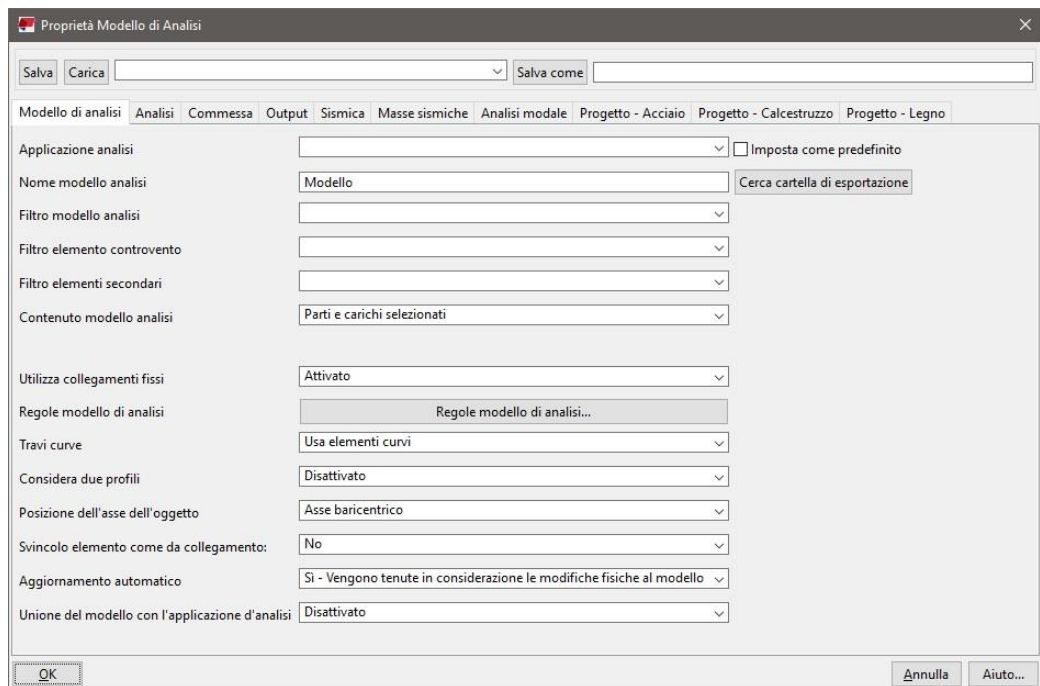 Proprietà Modello di Analisi
Salva Carica Salva come
Modello di analisi Analisi Commessa Output Sismica Masse sismiche Analisi modale Progetto - Acciaio Progetto - Calcestruzzo Progetto - Legno
Applicazione analisi Imposta come predefinito
Nome modello analisi Modello Cerca cartella di esportazione
Filtro modello analisi
Filtro elemento controvento
Filtro elementi secondari
Contenuto modello analisi Parti e carichi selezionati
Utilizza collegamenti fissi Attivato
Regole modello di analisi Regole modello di analisi...
Travi curve Usa elementi curvi
Considera due profili Disattivato
Posizione dell'asse dell'oggetto Asse baricentrico
Svincolo elemento come da collegamento: No
Aggiornamento automatico Sì - Vengono tenute in considerazione le modifiche fisiche al modello
Unione del modello con l'applicazione d'analisi Disattivato
OK Annulla Aiuto...